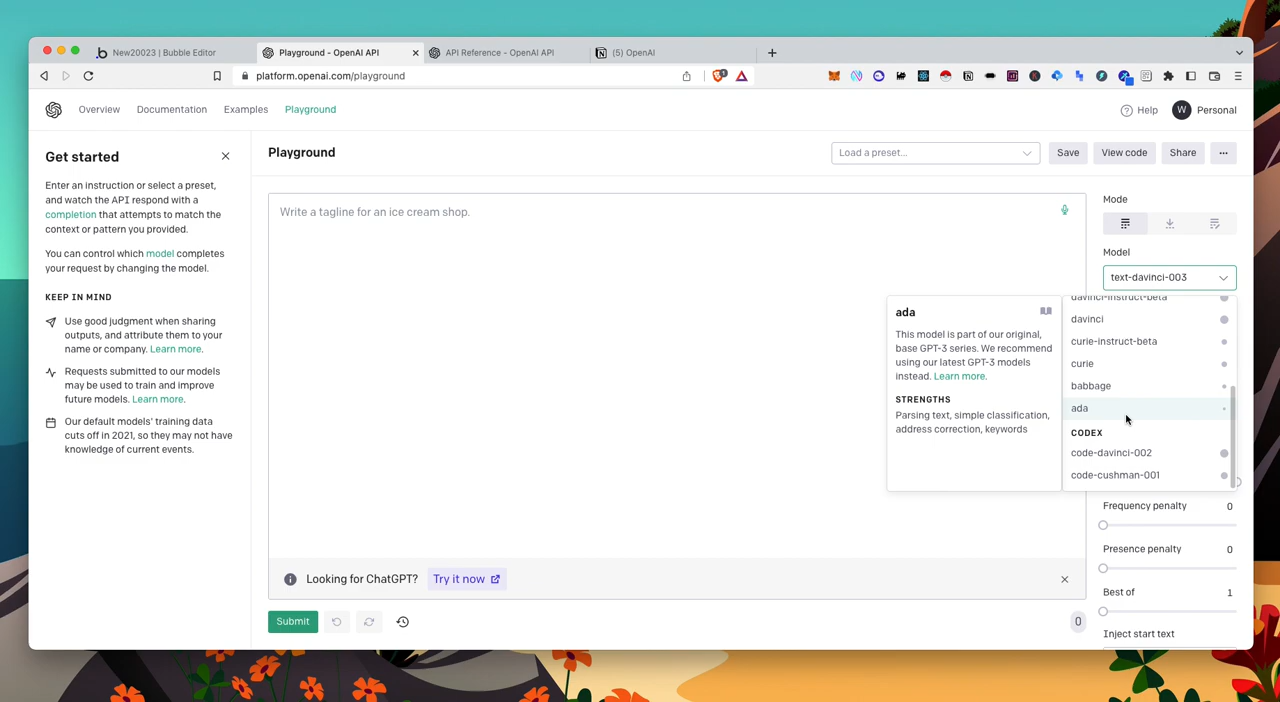 New20023 | Bubble Editor
Playground - OpenAI API
API Reference - OpenAI API
(5) OpenAI
platform.openai.com/playground
1
Overview
Documentation
Examples
Playground
Help
W
Personal
Get started
Enter an instruction or select a preset,
and watch the API respond with a
completion that attempts to match the
context or pattern you provided.
You can control which model completes
your request by changing the model.
KEEP IN MIND
Use good judgment when sharing
outputs, and attribute them to your
name or company. Learn more.
Requests submitted to our models
may be used to train and improve
future models. Learn more.
Our default models' training data
cuts off in 2021, so they may not have
knowledge of current events.
Playground
Load a preset...
Save
View code
Share
...
Write a tagline for an ice cream shop.
Mode
Model
text-davinci-003
davinci-instruct-beta
davinci
curie-instruct-beta
curie
babbage
ada
CODEX
code-davinci-002
code-cushman-001
ada
This model is part of our original,
base GPT-3 series. We recommend
using our latest GPT-3 models
instead. Learn more.
STRENGTHS
Parsing text, simple classification,
address correction, keywords
Frequency penalty 0
Presence penalty 0
Best of 1
Inject start text
Looking for ChatGPT? Try it now
Submit
0